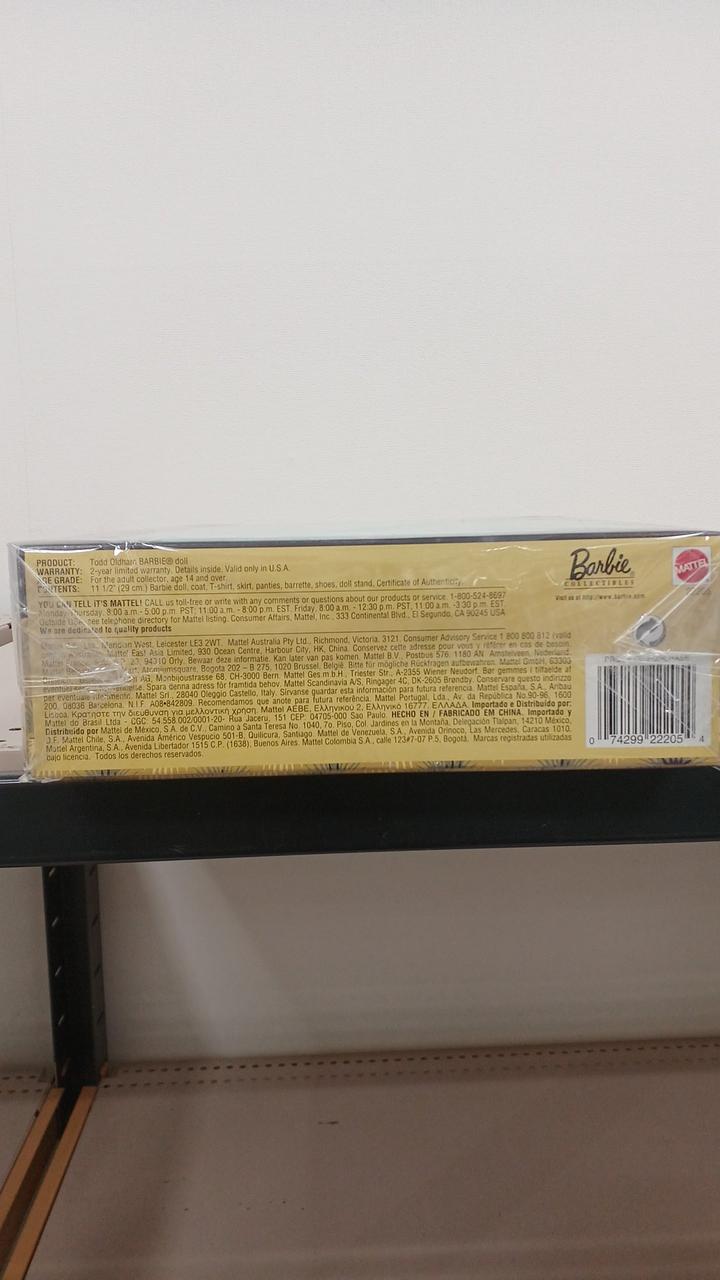 PRODUCT: Todd Oldham BARBIE® doll
WARRANTY: 2-year limited warranty. Details inside. Valid only in U.S.A.
AGE GRADE: For the adult collector, age 14 and over.
CONTENTS: 11 1/2" (29 cm.) Barbie doll, coat, T-shirt, skirt, panties, barrette, shoes, doll stand, Certificate of Authenticity.
YOU CAN TELL IT'S MATTEL! CALL us toll-free or write with any comments or questions about our products or service. 1-800-524-8697
Monday-Thursday, 8:00 a.m. - 5:00 p.m. PST; 11:00 a.m. - 8:00 p.m. EST. Friday, 8:00 a.m. - 12:30 p.m. PST, 11:00 a.m. -3:30 p.m. EST.
Outside see telephone directory for Mattel listing. Consumer Affairs, Mattel, Inc., 333 Continental Blvd., El Segundo, CA 90245 USA
We are dedicated to quality products
Meridian West, Leicester LE3 2WT. Mattel Australia Pty Ltd., Richmond, Victoria. 3121. Consumer Advisory Service 1 800 800 812 (valid
Mattel East Asia Limited, 930 Ocean Centre, Harbour City, HK, China. Conservez cette adresse pour vous y référer en cas de besoin.
94310 Orly. Bewaar deze informatie. Kan later van pas komen. Mattel B.V., Postbus 576, 1180 AN Amstelveen, Nederland.
Bogota 202 – B 275, 1020 Brussel. België. Bitte für mögliche Rückfragen aufbewahren. Mattel GmbH, 63303
AG, Monbijoustrasse 68, CH-3000 Bern. Mattel Ges.m.b.H., Triester Str., A-2355 Wiener Neudorf. Bør gemmes i tilfælde af
Spara denna adress för framtida behov. Mattel Scandinavia A/S, Ringager 4C, DK-2605 Brøndby. Conservare questo indirizzo
per eventuale riferimento. Mattel Srl., 28040 Oleggio Castello, Italy. Sirvanse guardar esta información para futura referencia. Mattel España, S.A., Aribau
200, 08036 Barcelona. N.I.F. A08•842809. Recomendamos que anote para futura referência. Mattel Portugal, Lda., Av. da República No.90-96, 1600
Lisboa. Κρατήστε την διεύθυνση για μελλοντική χρήση. Mattel ΑΕΒΕ, Ελληνικού 2, Ελληνικό 16777, ΕΛΛΑΔΑ. Importado e Distribuido por:
Mattel do Brasil Ltda - CGC: 54.558.002/0001-20- Rua Jaceru, 151 CEP: 04705-000 Sao Paulo. HECHO EN / FABRICADO EM CHINA. Importado y
Distribuido por Mattel de México, S.A. de C.V., Camino a Santa Teresa No. 1040, 7o. Piso, Col. Jardines en la Montaña, Delegación Tlalpan, 14210 México,
D.F. Mattel Chile, S.A., Avenida Américo Vespucio 501-B, Quilicura, Santiago. Mattel de Venezuela, S.A., Avenida Orinoco, Las Mercedes, Caracas 1010.
Mattel Argentina, S.A., Avenida Libertador 1515 C.P. (1638), Buenos Aires. Mattel Colombia S.A., calle 123#7-07 P.5, Bogotá. Marcas registradas utilizadas
bajo licencia. Todos los derechos reservados.
Barbie
COLLECTIBLES
Visit us at http://www.barbie.com
MATTEL
0 74299 22205 4